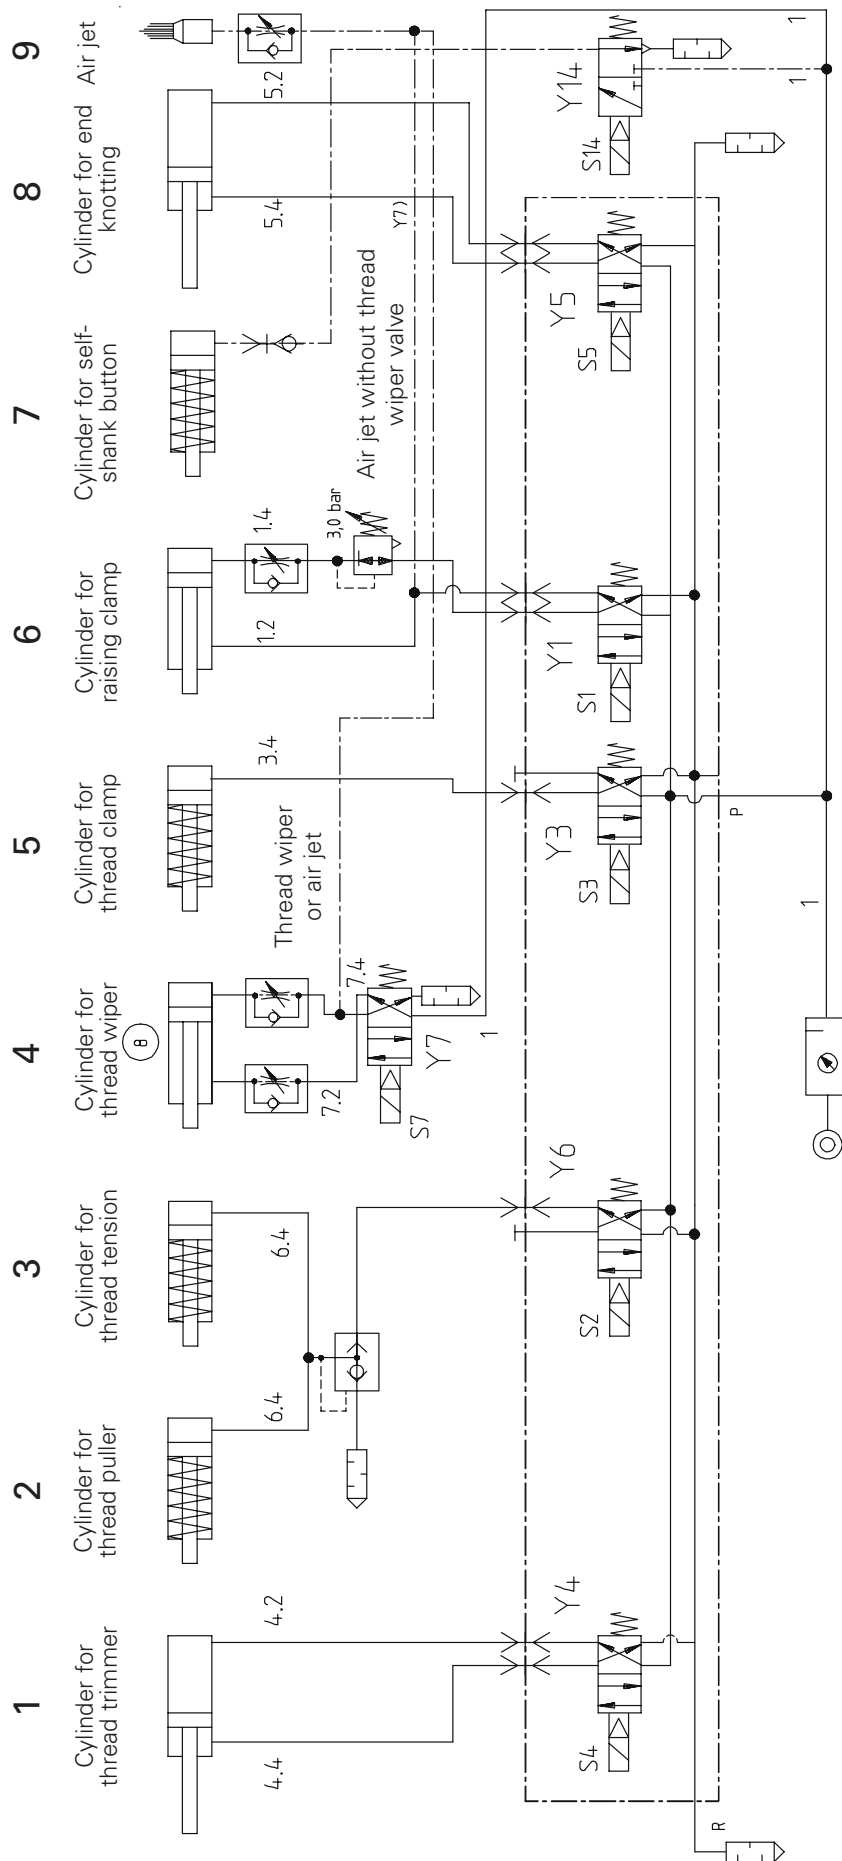 1
Cylinder for
thread trimmer
2
Cylinder for
thread puller
3
Cylinder for
thread tension
4
Cylinder for
thread wiper
8
5
Cylinder for
thread clamp
6
Cylinder for
raising clamp
7
Cylinder for self-
shank button
8
Cylinder for end
knotting
9
Air jet
4.4
4.2
6.4
6.4
7.2
7.4
Thread wiper
or air jet
3.4
1.2
1.4
3,0 bar
Air jet without thread
wiper valve
5.4
5.2
Y7)
S7
Y7
1
S4
Y4
S2
Y6
S3
Y3
S1
Y1
S5
Y5
S14
Y14
1
1
1
P
R